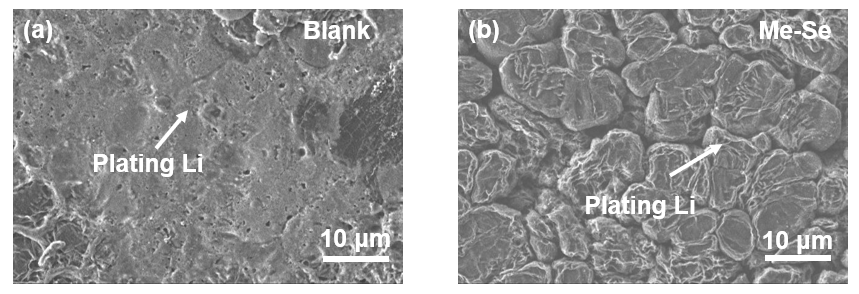 (a)
Blank
Plating Li
10 μm
(b)
Me-Se
Plating Li
10 μm